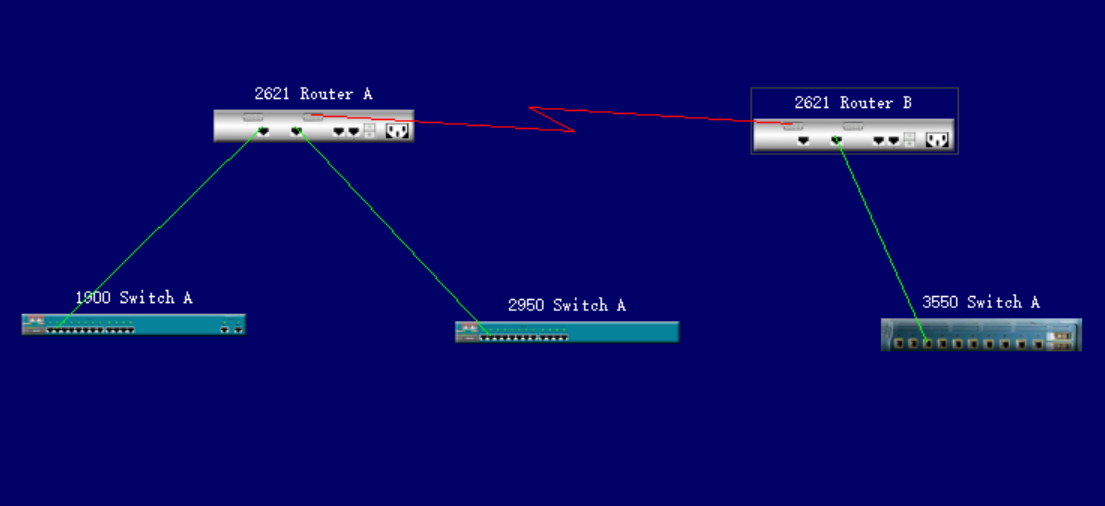 2621 Router A
2621 Router B
1900 Switch A
2950 Switch A
3550 Switch A